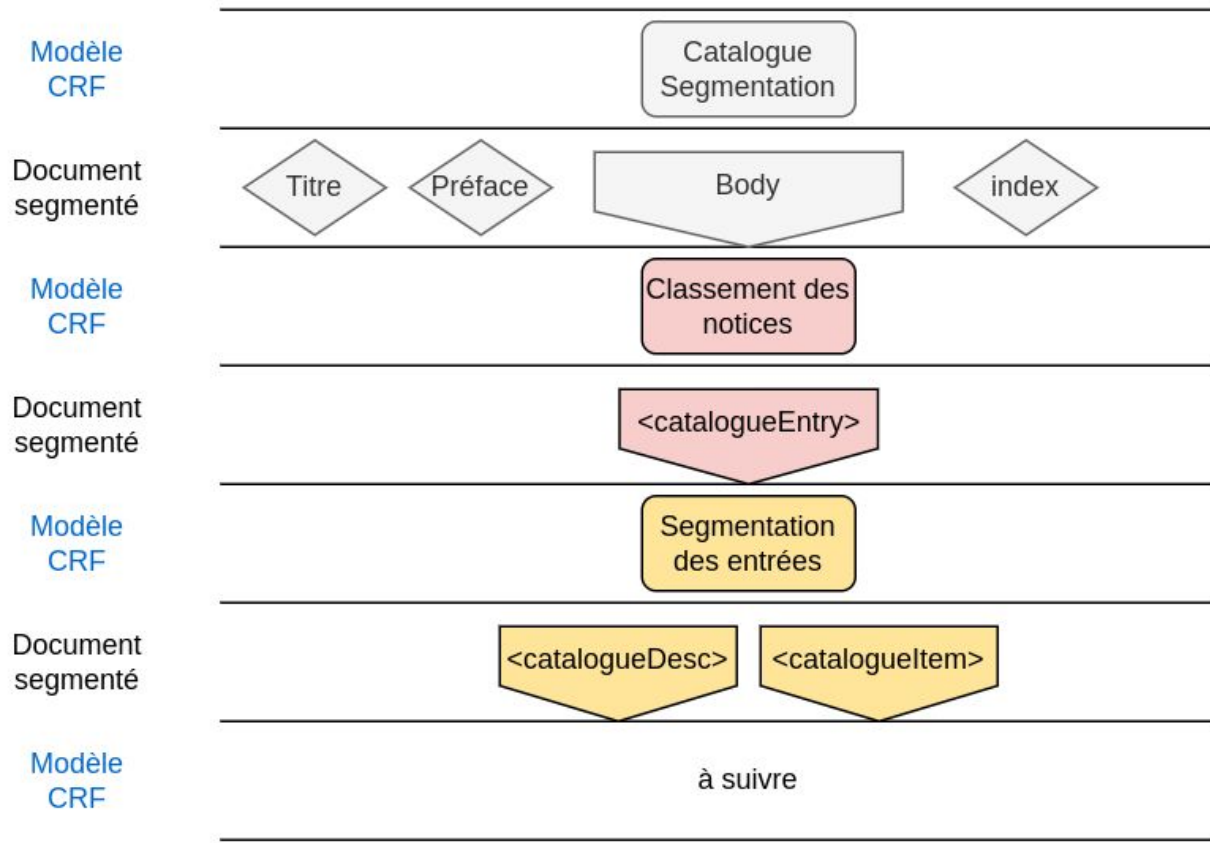 Modèle
CRF
Catalogue
Segmentation
Document
segmenté
Titre
Préface
Body
index
Modèle
CRF
Classement des
notices
Document
segmenté
<catalogueEntry>
Modèle
CRF
Segmentation
des entrées
Document
segmenté
<catalogueDesc>
<catalogueItem>
Modèle
CRF
à suivre